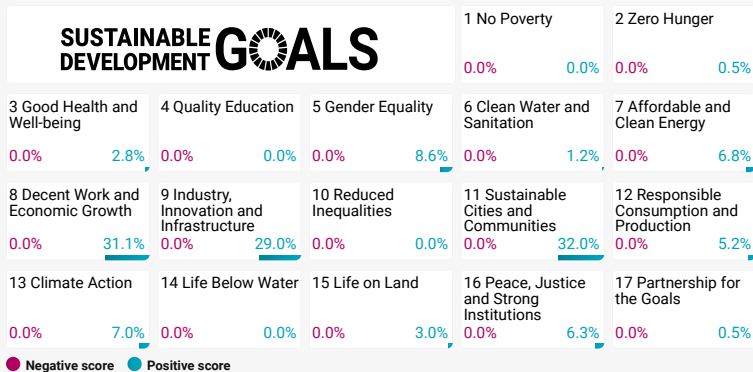 SUSTAINABLE
DEVELOPMENT
GOALS
1 No Poverty
0.0% 0.0%
2 Zero Hunger
0.0% 0.5%
3 Good Health and
Well-being
0.0% 2.8%
4 Quality Education
0.0% 0.0%
5 Gender Equality
0.0% 8.6%
6 Clean Water and
Sanitation
0.0% 1.2%
7 Affordable and
Clean Energy
0.0% 6.8%
8 Decent Work and
Economic Growth
0.0% 31.1%
9 Industry,
Innovation and
Infrastructure
0.0% 29.0%
10 Reduced
Inequalities
0.0% 0.0%
11 Sustainable
Cities and
Communities
0.0% 32.0%
12 Responsible
Consumption and
Production
0.0% 5.2%
13 Climate Action
0.0% 7.0%
14 Life Below Water
0.0% 0.0%
15 Life on Land
0.0% 3.0%
16 Peace, Justice
and Strong
Institutions
0.0% 6.3%
17 Partnership for
the Goals
0.0% 0.5%
Negative score Positive score